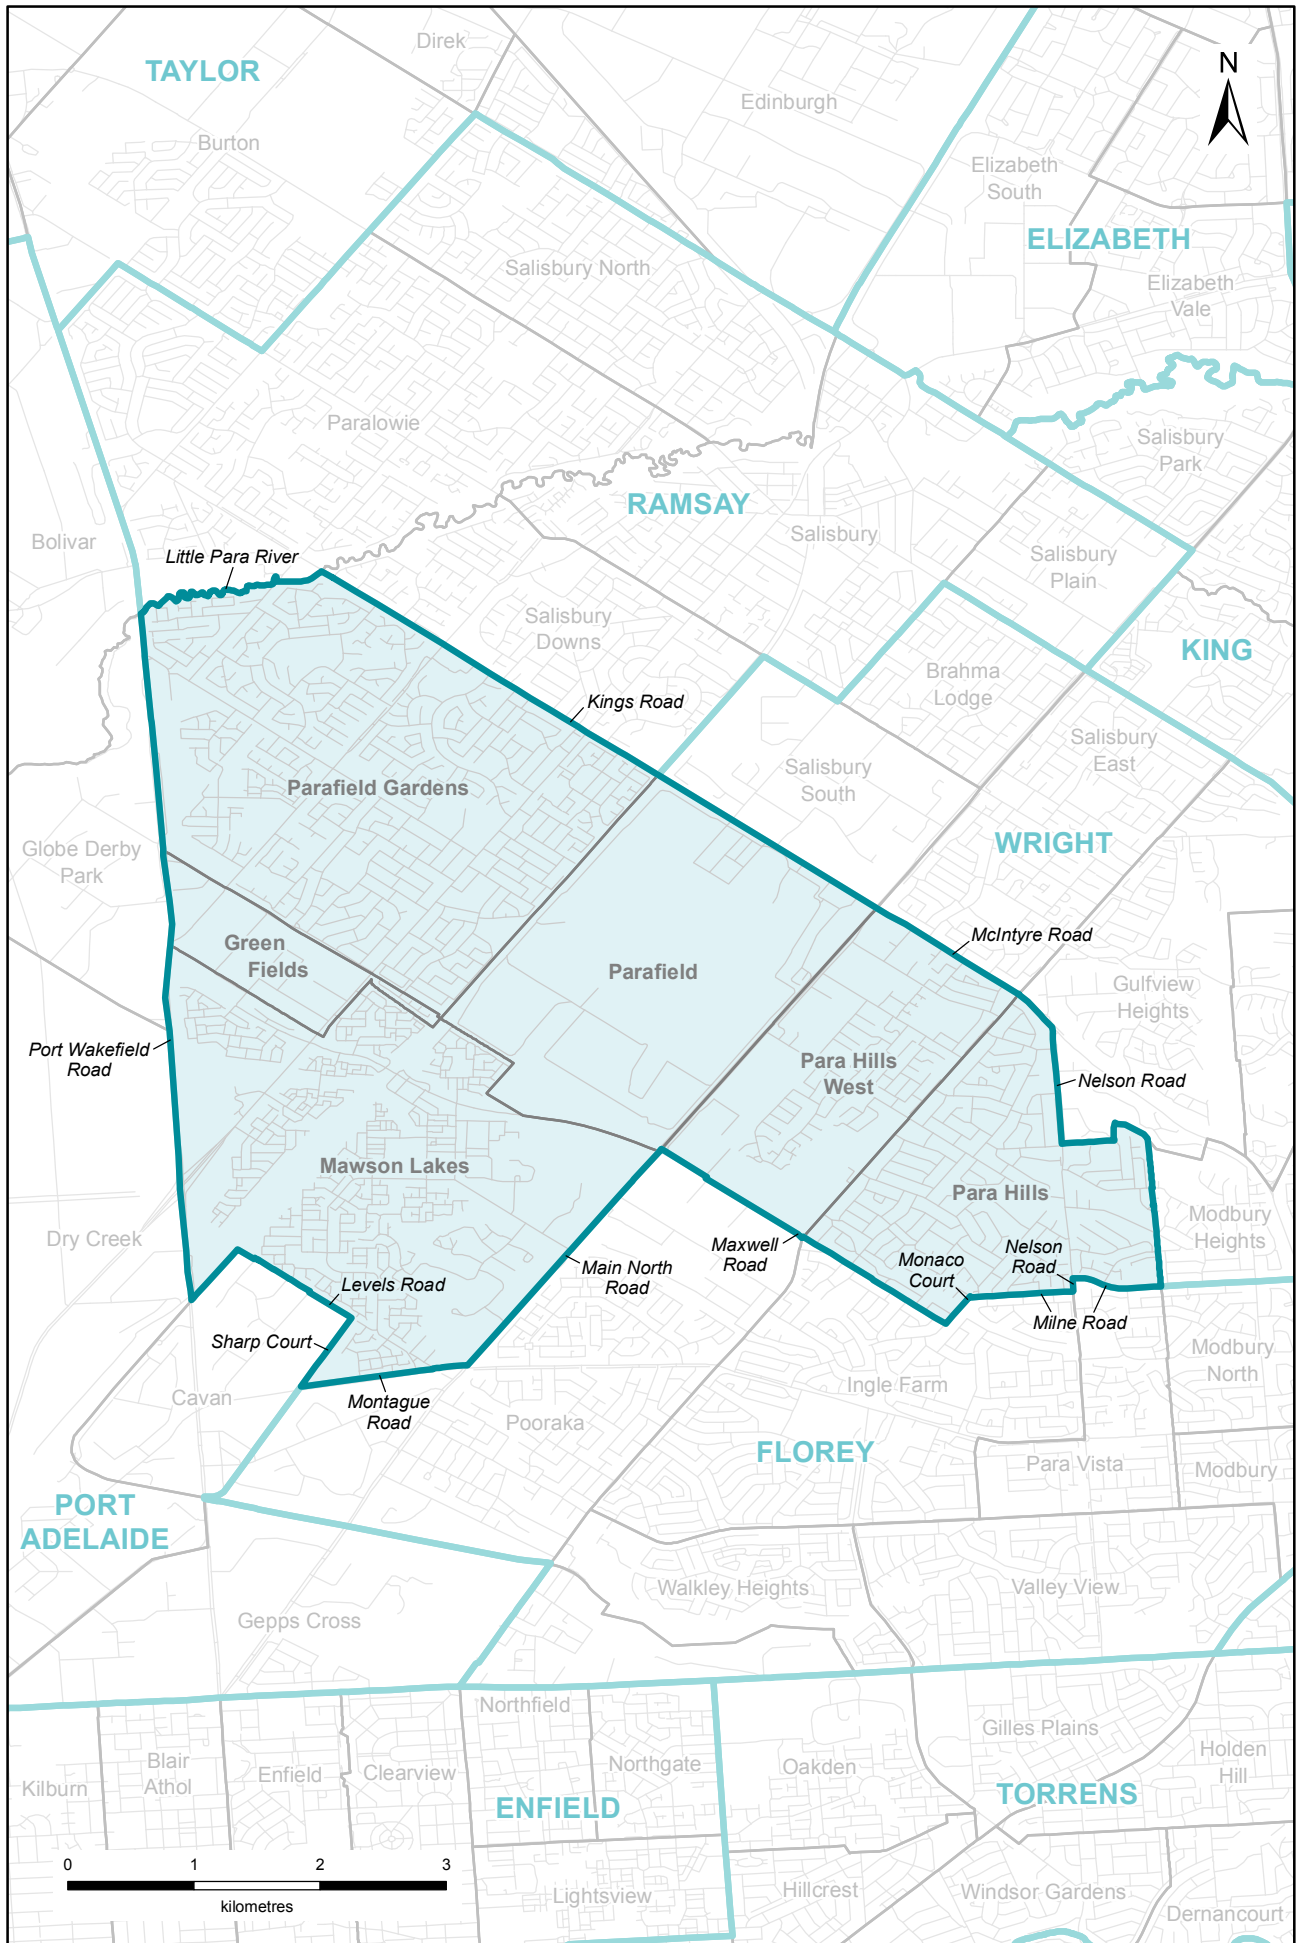 Direk
TAYLOR
N
Edinburgh
Burton
Elizabeth
South
ELIZABETH
Salisbury North
Elizabeth
Vale
Paralowie
Salisbury
Park
RAMSAY
Salisbury
Bolivar
Little Para River
Salisbury
Plain
Salisbury
Downs
KING
Brahma
Lodge
Kings Road
Salisbury
East
Salisbury
South
Parafield Gardens
WRIGHT
Globe Derby
Park
McIntyre Road
Green
Fields
Parafield
Gulfview
Heights
Port Wakefield
Road
Para Hills
West
Nelson Road
Mawson Lakes
Para Hills
Modbury
Heights
Dry Creek
Maxwell
Road
Monaco
Court
Nelson
Road
Main North
Road
Levels Road
Milne Road
Sharp Court
Modbury
North
Cavan
Montague
Road
Ingle Farm
Pooraka
FLOREY
Para Vista
Modbury
PORT
ADELAIDE
Walkley Heights
Valley View
Gepps Cross
Northfield
Gilles Plains
Holden
Hill
Blair
Athol
Kilburn
Enfield
Clearview
Northgate
Oakden
ENFIELD
TORRENS
0 1 2 3
kilometres
Lightsview
Hillcrest
Windsor Gardens
Dernancourt